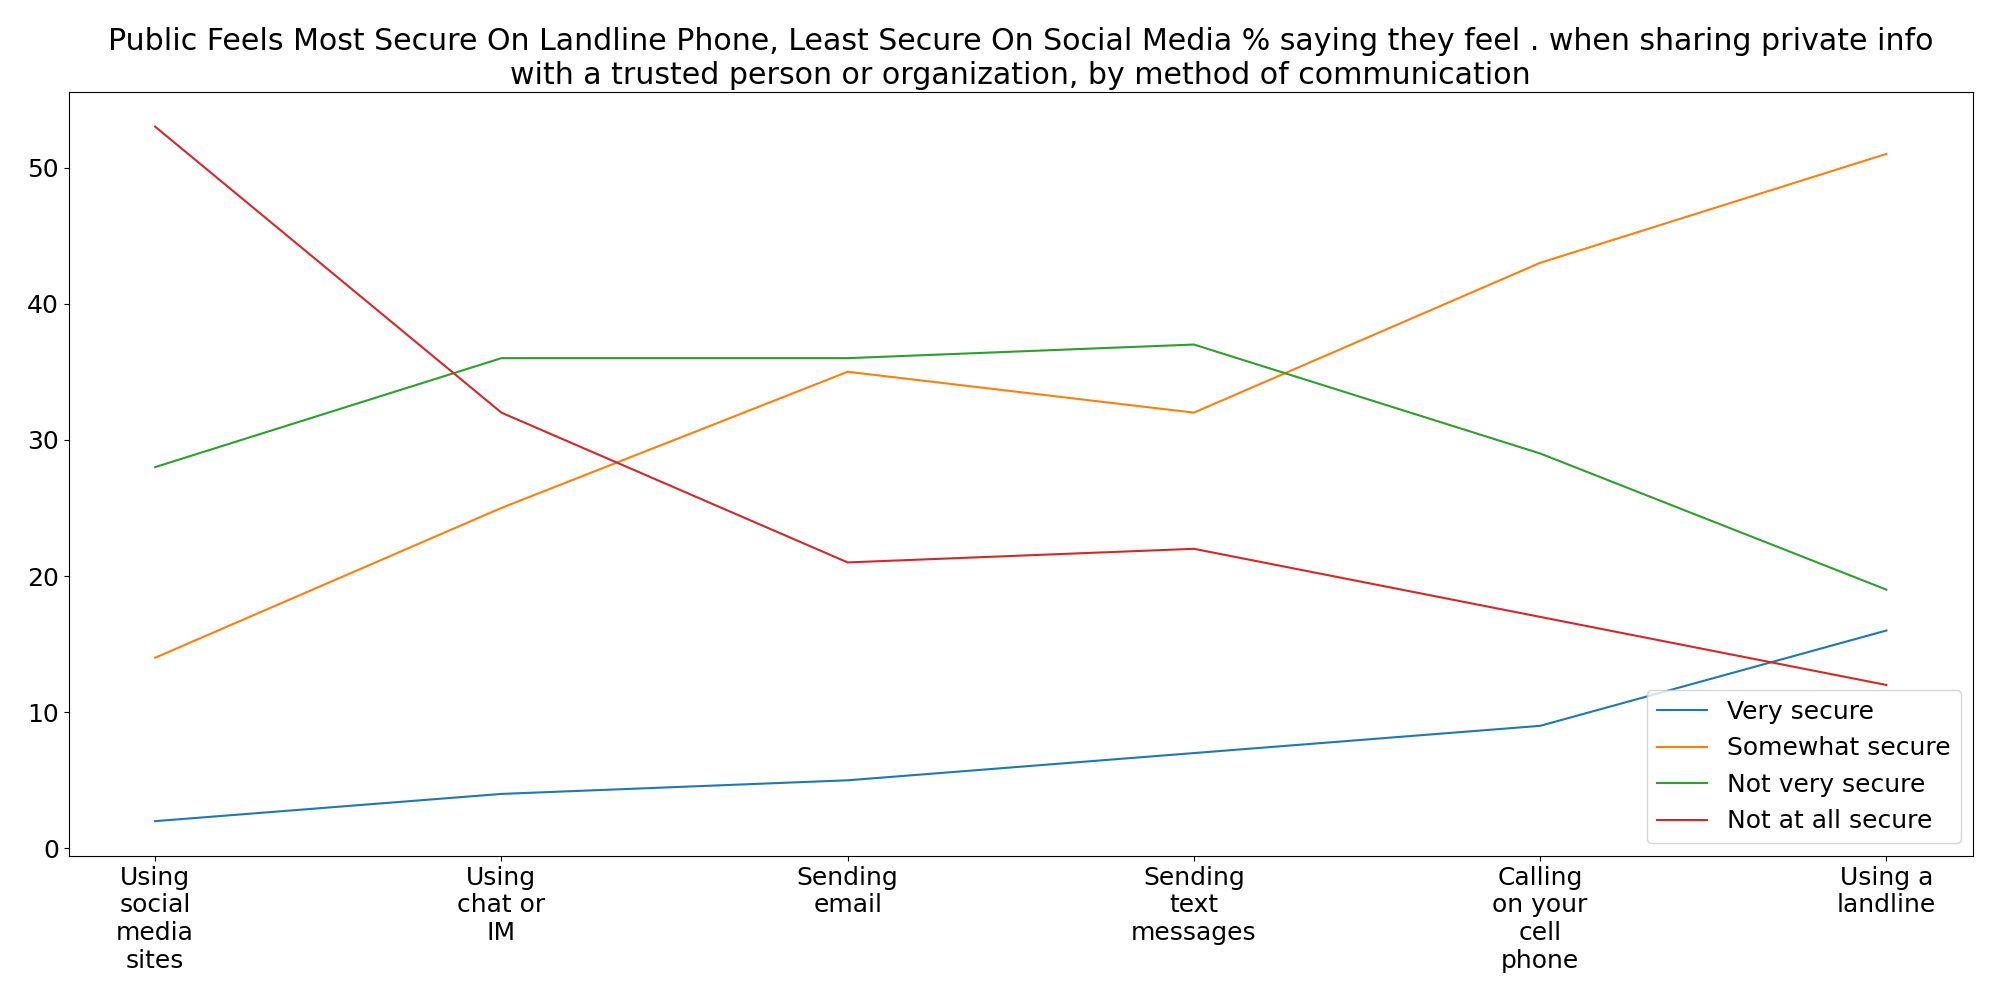 Public Feels Most Secure On Landline Phone, Least Secure On Social Media % saying they feel . when sharing private info
with a trusted person or organization, by method of communication
50
40
30
20
10
0
Very secure
Somewhat secure
Not very secure
Not at all secure
Using
social
media
sites
Using
chat or
IM
Sending
email
Sending
text
messages
Calling
on your
cell
phone
Using a
landline